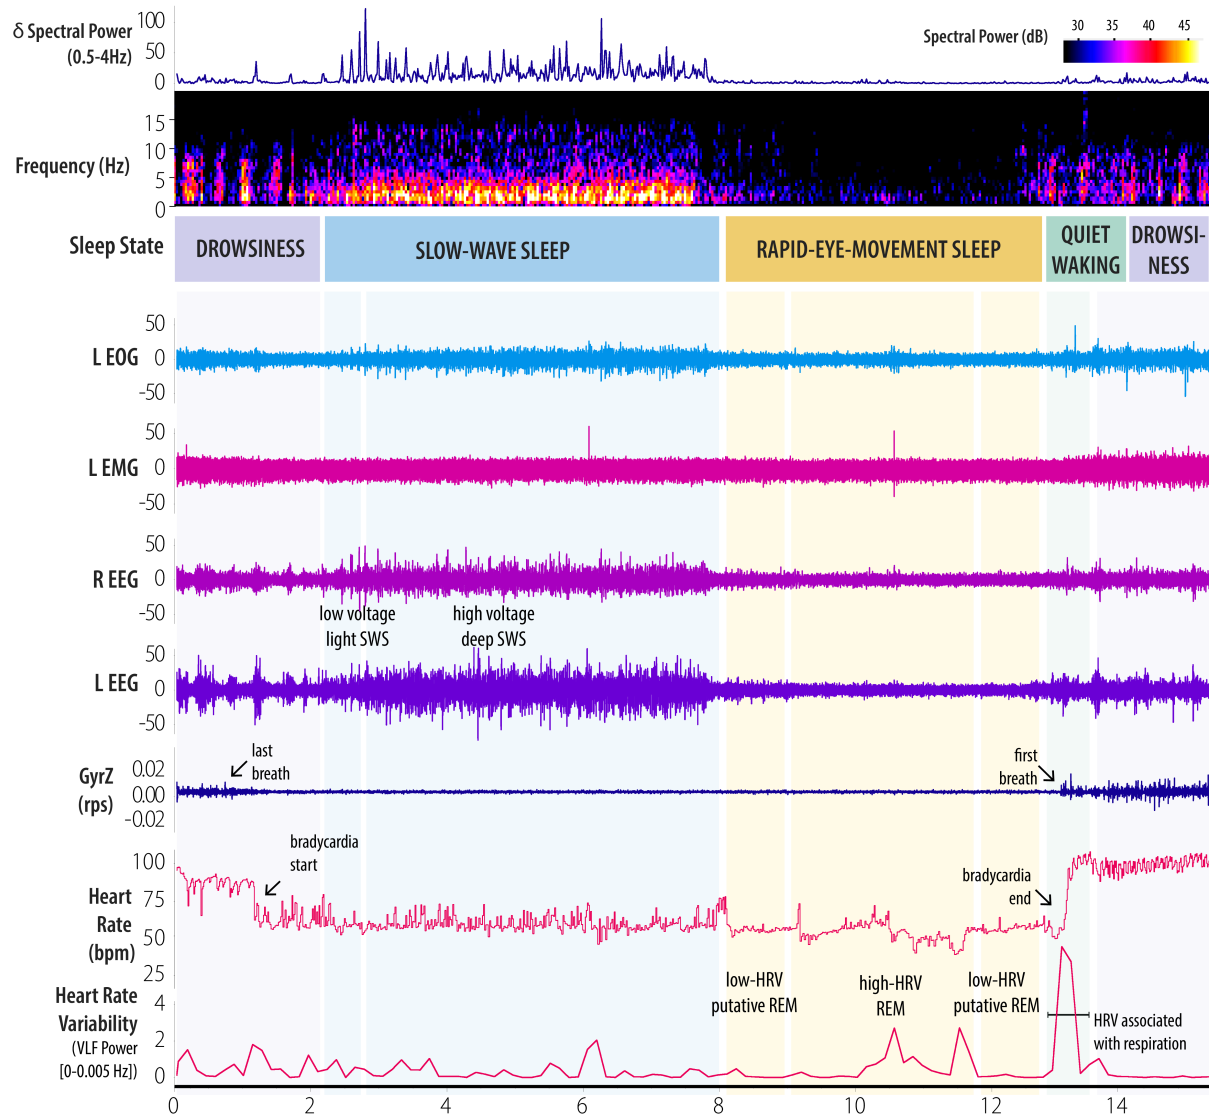 δ Spectral Power
(0.5-4Hz)
100
50
0
Spectral Power (dB)
30 35 40 45
Frequency (Hz)
15
10
5
0
Sleep State
DROWSINESS
SLOW-WAVE SLEEP
RAPID-EYE-MOVEMENT SLEEP
QUIET
WAKING
DROWSI-
NESS
L EOG
50
0
-50
L EMG
50
0
-50
R EEG
50
0
-50
low voltage
light SWS
high voltage
deep SWS
L EEG
50
0
-50
GyrZ
(rps)
0.02
0.00
-0.02
last
breath
first
breath
Heart
Rate
(bpm)
100
75
50
25
bradycardia
start
bradycardia
end
low-HRV
putative REM
high-HRV
REM
low-HRV
putative REM
Heart Rate
Variability
(VLF Power
[0-0.005 Hz])
4
2
0
HRV associated
with respiration
0 2 4 6 8 10 12 14